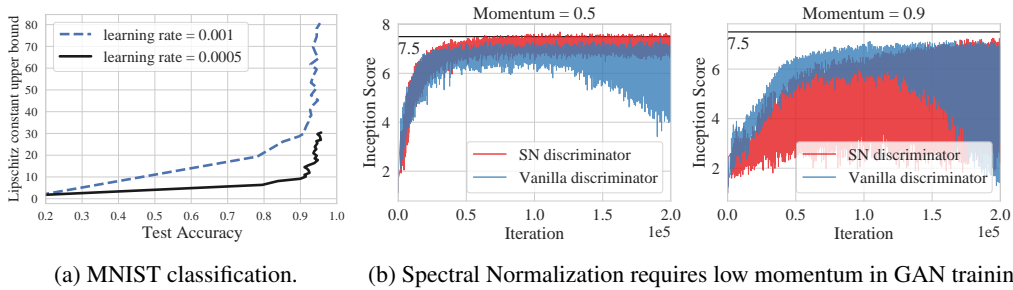 Momentum = 0.5
Momentum = 0.9
Lipschitz constant upper bound
80
70
60
50
40
30
20
10
0
learning rate = 0.001
learning rate = 0.0005
0.2
0.3
0.4
0.5
0.6
0.7
0.8
0.9
1.0
Test Accuracy
Inception Score
8
6
4
2
7.5
SN discriminator
Vanilla discriminator
0.0
0.5
1.0
1.5
2.0
1e5
Iteration
Inception Score
8
6
4
2
7.5
SN discriminator
Vanilla discriminator
0.0
0.5
1.0
1.5
2.0
1e5
Iteration
(a) MNIST classification.
(b) Spectral Normalization requires low momentum in GAN trainin